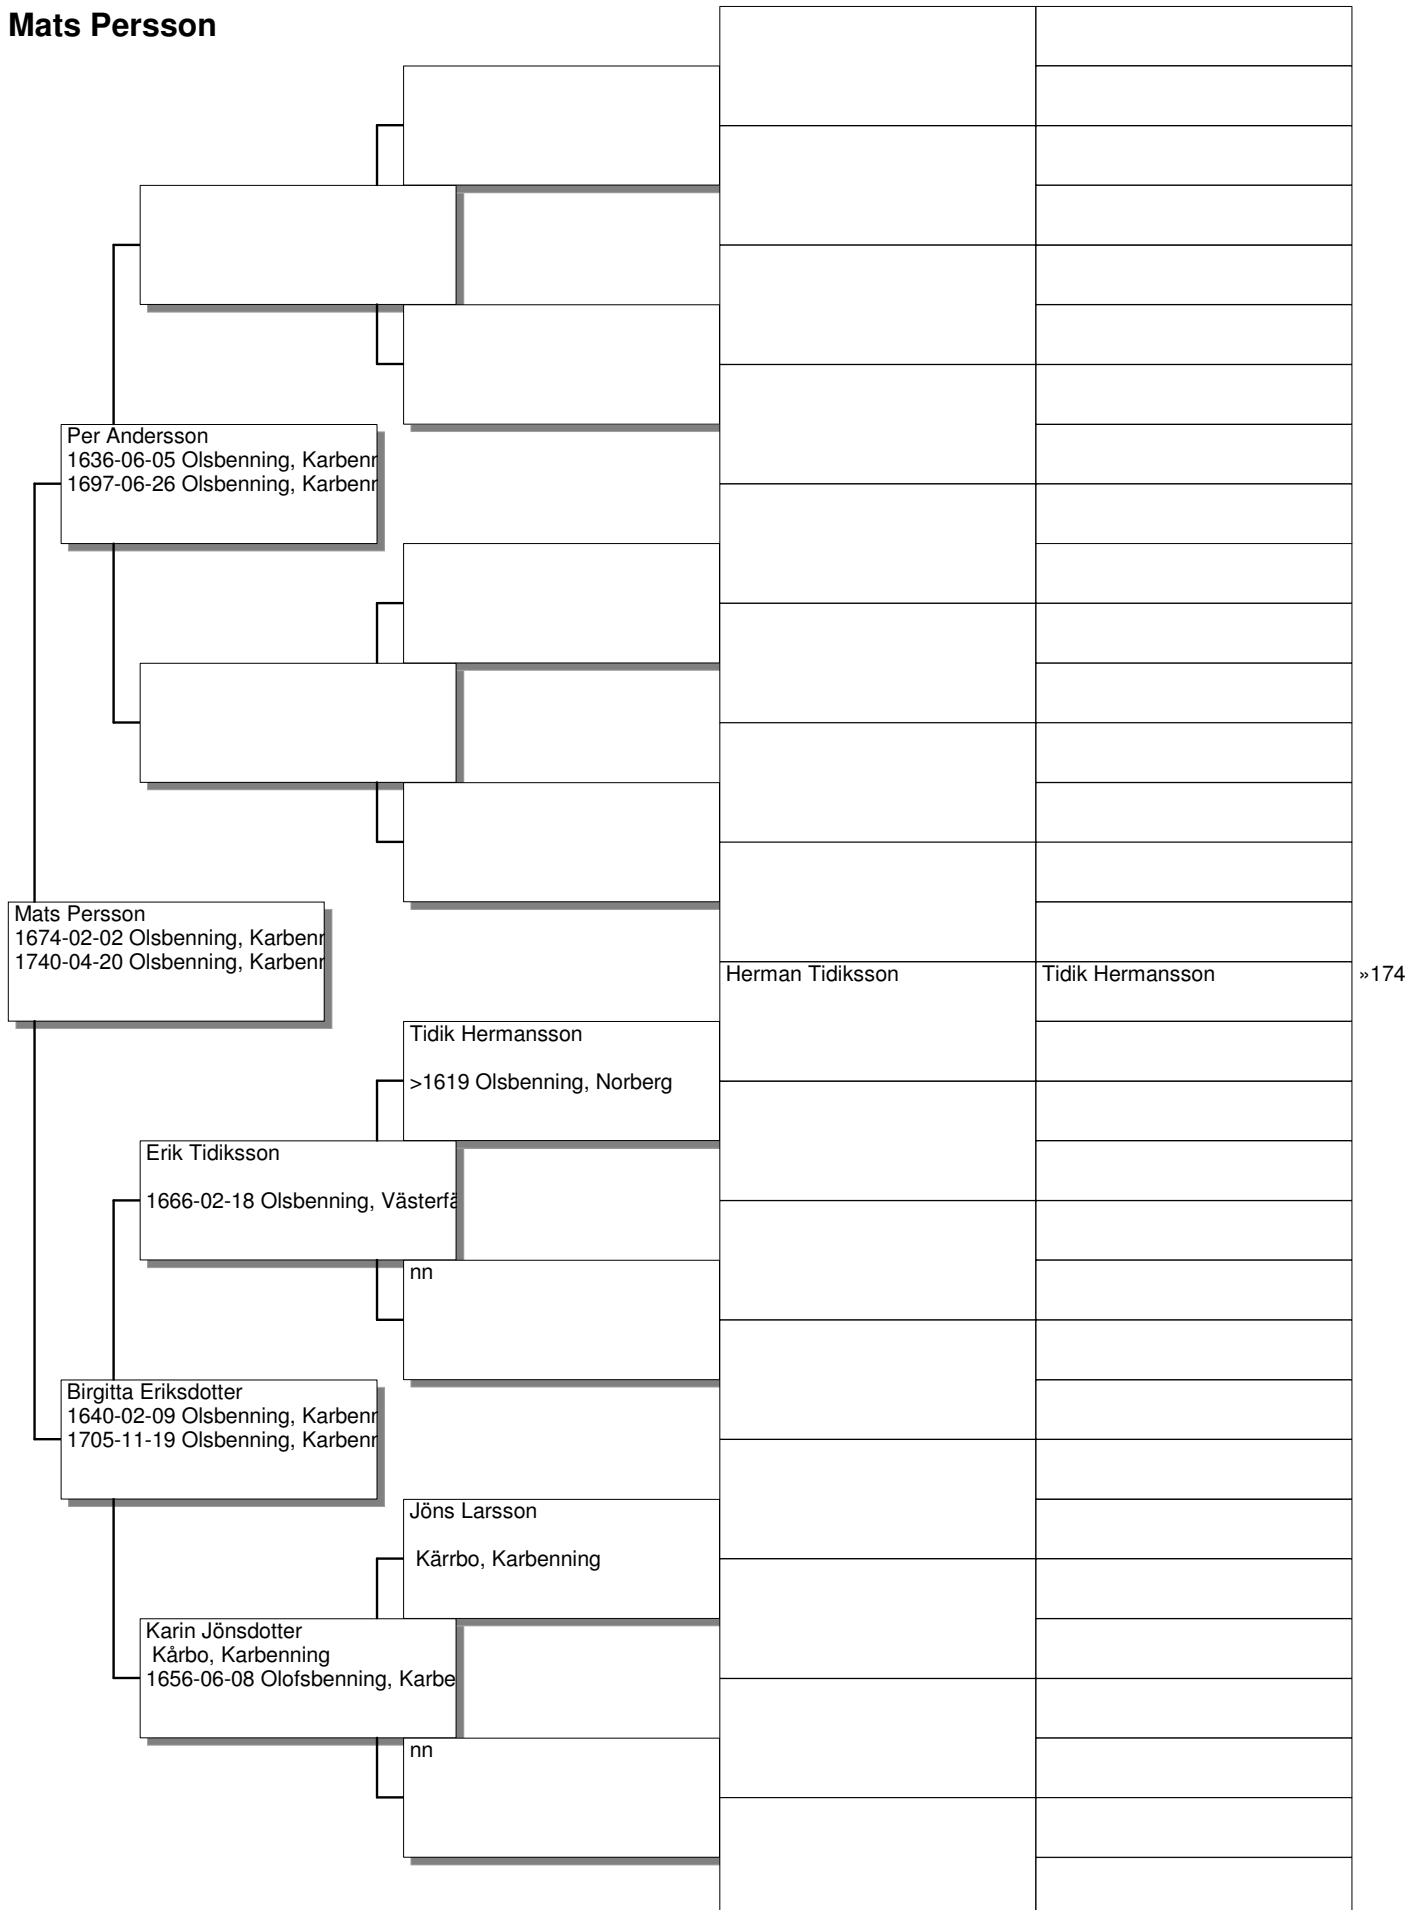 Mats Persson
Per Andersson
1636-06-05 Olsbenning, Karbenn
1697-06-26 Olsbenning, Karbenn
Mats Persson
1674-02-02 Olsbenning, Karbenn
1740-04-20 Olsbenning, Karbenn
Herman Tidiksson
Tidik Hermansson
»174
Tidik Hermansson
>1619 Olsbenning, Norberg
Erik Tidiksson
1666-02-18 Olsbenning, Västerfä
nn
Birgitta Eriksdotter
1640-02-09 Olsbenning, Karbenn
1705-11-19 Olsbenning, Karbenn
Jöns Larsson
Kärrbo, Karbenning
Karin Jönsdotter
Kårbo, Karbenning
1656-06-08 Olofsbenning, Karbe
nn